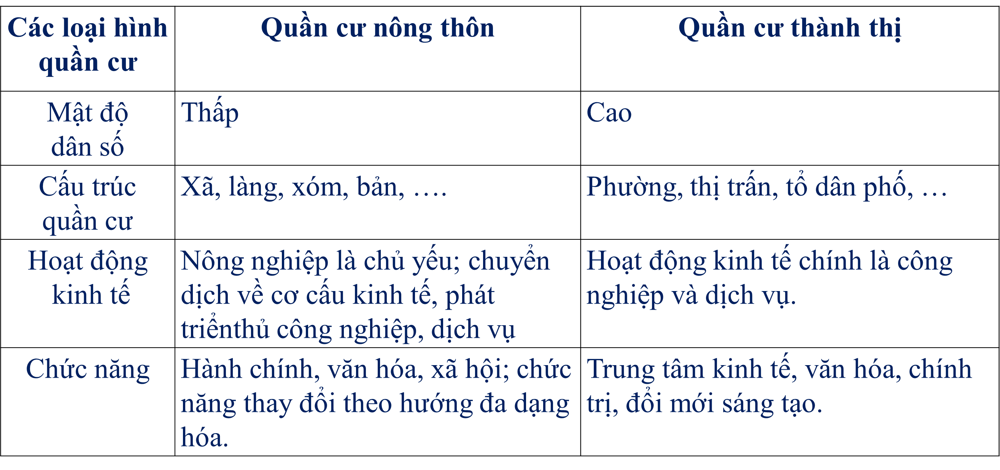 Các loại hình
quần cư
Quần cư nông thôn
Quần cư thành thị
Mật độ
dân số
Thấp
Cao
Cấu trúc
quần cư
Xã, làng, xóm, bản, ….
Phường, thị trấn, tổ dân phố, …
Hoạt động
kinh tế
Nông nghiệp là chủ yếu; chuyển
dịch về cơ cấu kinh tế, phát
triểnthủ công nghiệp, dịch vụ
Hoạt động kinh tế chính là công
nghiệp và dịch vụ.
Chức năng
Hành chính, văn hóa, xã hội; chức
năng thay đổi theo hướng đa dạng
hóa.
Trung tâm kinh tế, văn hóa, chính
trị, đổi mới sáng tạo.